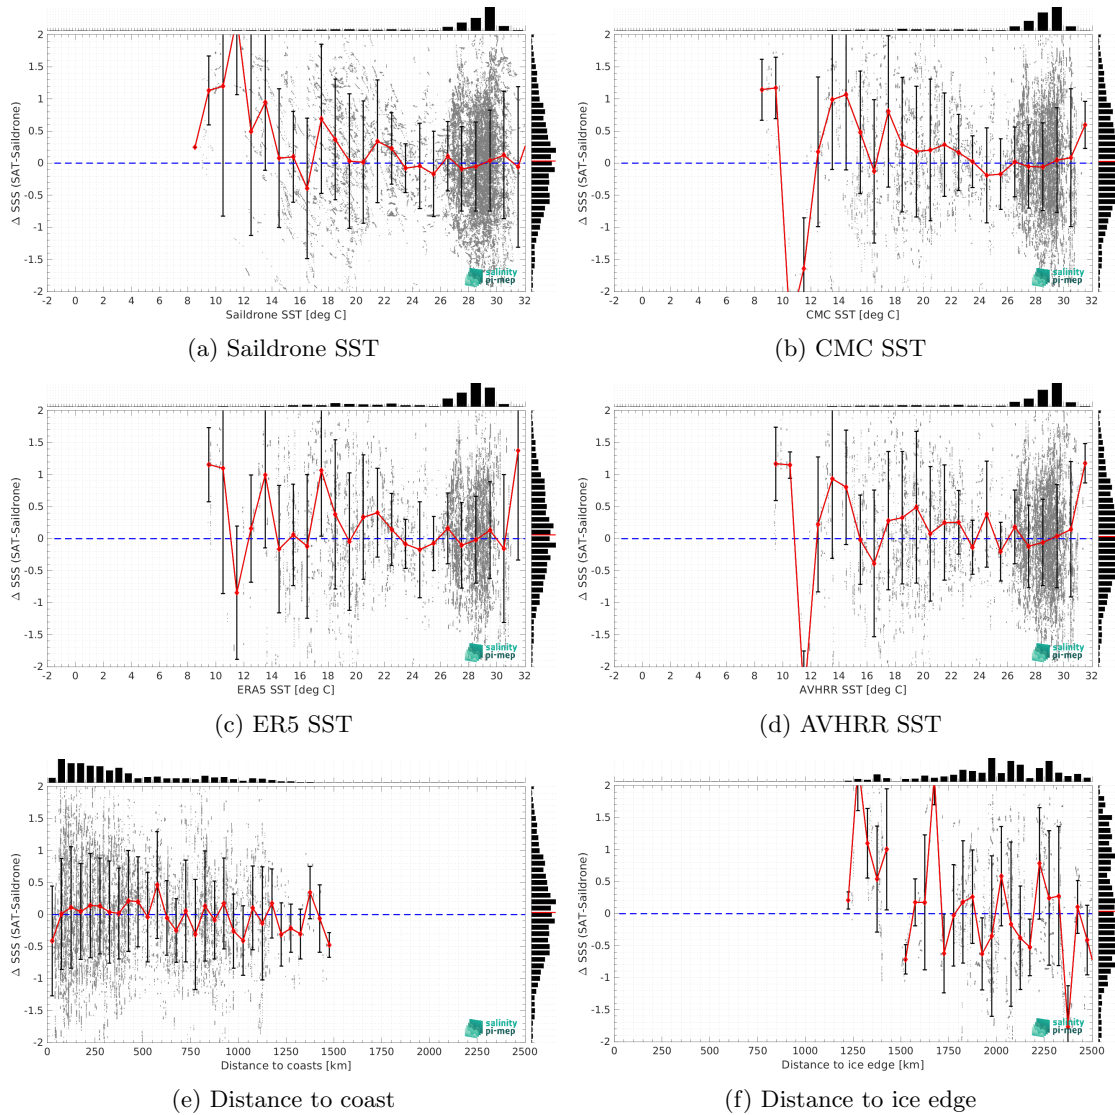 2
1.5
1
0.5
0
-0.5
-1
-1.5
-2
Δ SSS (SAT-Saildrone)
-2 0 2 4 6 8 10 12 14 16 18 20 22 24 26 28 30 32
Saildrone SST [deg C]
salinity
pi-mep
(a) Saildrone SST
2
1.5
1
0.5
0
-0.5
-1
-1.5
-2
Δ SSS (SAT-Saildrone)
-2 0 2 4 6 8 10 12 14 16 18 20 22 24 26 28 30 32
CMC SST [deg C]
salinity
pi-mep
(b) CMC SST
2
1.5
1
0.5
0
-0.5
-1
-1.5
-2
Δ SSS (SAT-Saildrone)
-2 0 2 4 6 8 10 12 14 16 18 20 22 24 26 28 30 32
ERA5 SST [deg C]
salinity
pi-mep
(c) ER5 SST
2
1.5
1
0.5
0
-0.5
-1
-1.5
-2
Δ SSS (SAT-Saildrone)
-2 0 2 4 6 8 10 12 14 16 18 20 22 24 26 28 30 32
AVHRR SST [deg C]
salinity
pi-mep
(d) AVHRR SST
2
1.5
1
0.5
0
-0.5
-1
-1.5
-2
Δ SSS (SAT-Saildrone)
0 250 500 750 1000 1250 1500 1750 2000 2250 2500
Distance to coasts [km]
salinity
pi-mep
(e) Distance to coast
2
1.5
1
0.5
0
-0.5
-1
-1.5
-2
Δ SSS (SAT-Saildrone)
0 250 500 750 1000 1250 1500 1750 2000 2250 2500
Distance to ice edge [km]
salinity
pi-mep
(f) Distance to ice edge